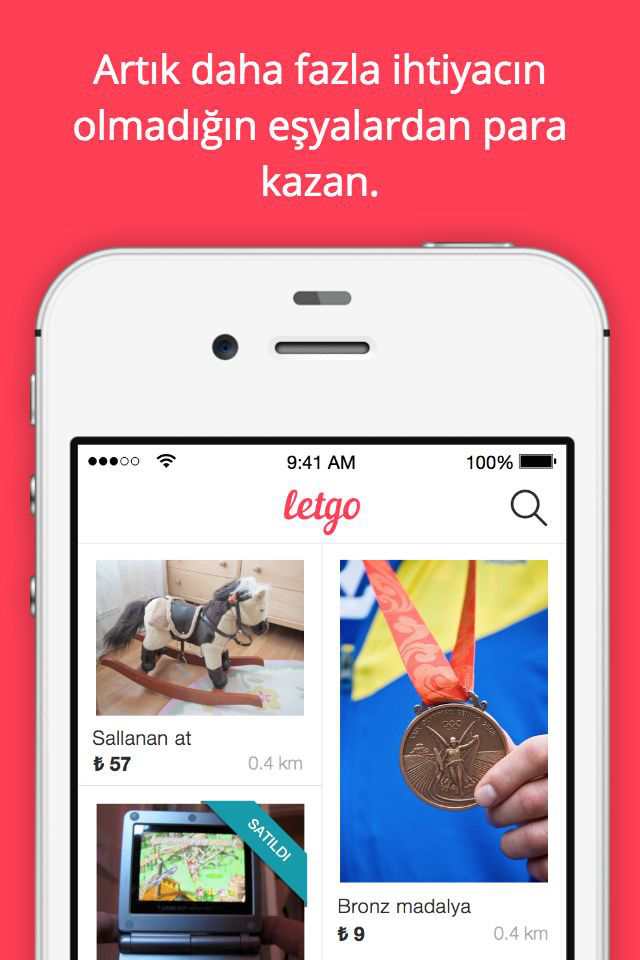 Artık daha fazla ihtiyacın
olmadığın eşyalardan para
kazan.
9:41 AM
100%
letgo
Sallanan at
₺ 57
0.4 km
SATILDI
Bronz madalya
₺ 9
0.4 km